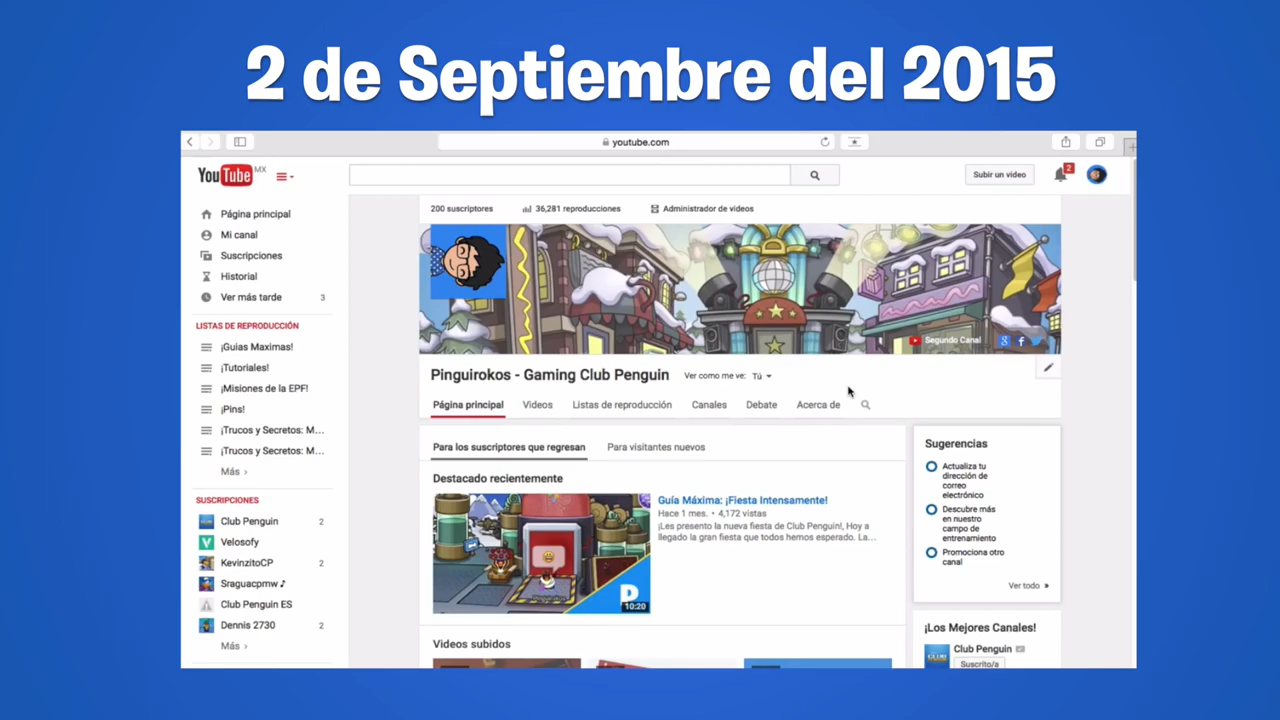 2 de Septiembre del 2015
youtube.com
YouTube MX
Subir un video
2
Página principal
Mi canal
Suscripciones
Historial
Ver más tarde 3
LISTAS DE REPRODUCCIÓN
¡Guias Maximas!
¡Tutoriales!
¡Misiones de la EPF!
¡Pins!
¡Trucos y Secretos: M...
¡Trucos y Secretos: M...
Más ›
SUSCRIPCIONES
Club Penguin 2
Velosofy
KevinzitoCP 2
Sraguacpmw ♪
Club Penguin ES
Dennis 2730 2
Más ›
200 suscriptores 36,281 reproducciones Administrador de videos
Segundo Canal
Pinguirokos - Gaming Club Penguin Ver como me ve: Tú
Página principal Videos Listas de reproducción Canales Debate Acerca de
Para los suscriptores que regresan Para visitantes nuevos
Destacado recientemente
Guía Máxima: ¡Fiesta Intensamente!
Hace 1 mes. • 4,172 vistas
¡Les presento la nueva fiesta de Club Penguin!, Hoy a
llegado la gran fiesta que todos hemos esperado. La...
P
10:20
Videos subidos
Sugerencias
Actualiza tu
dirección de
correo
electrónico
Descubre más
en nuestro
campo de
entrenamiento
Promociona otro
canal
Ver todo »
¡Los Mejores Canales!
Club Penguin
Suscrito/a